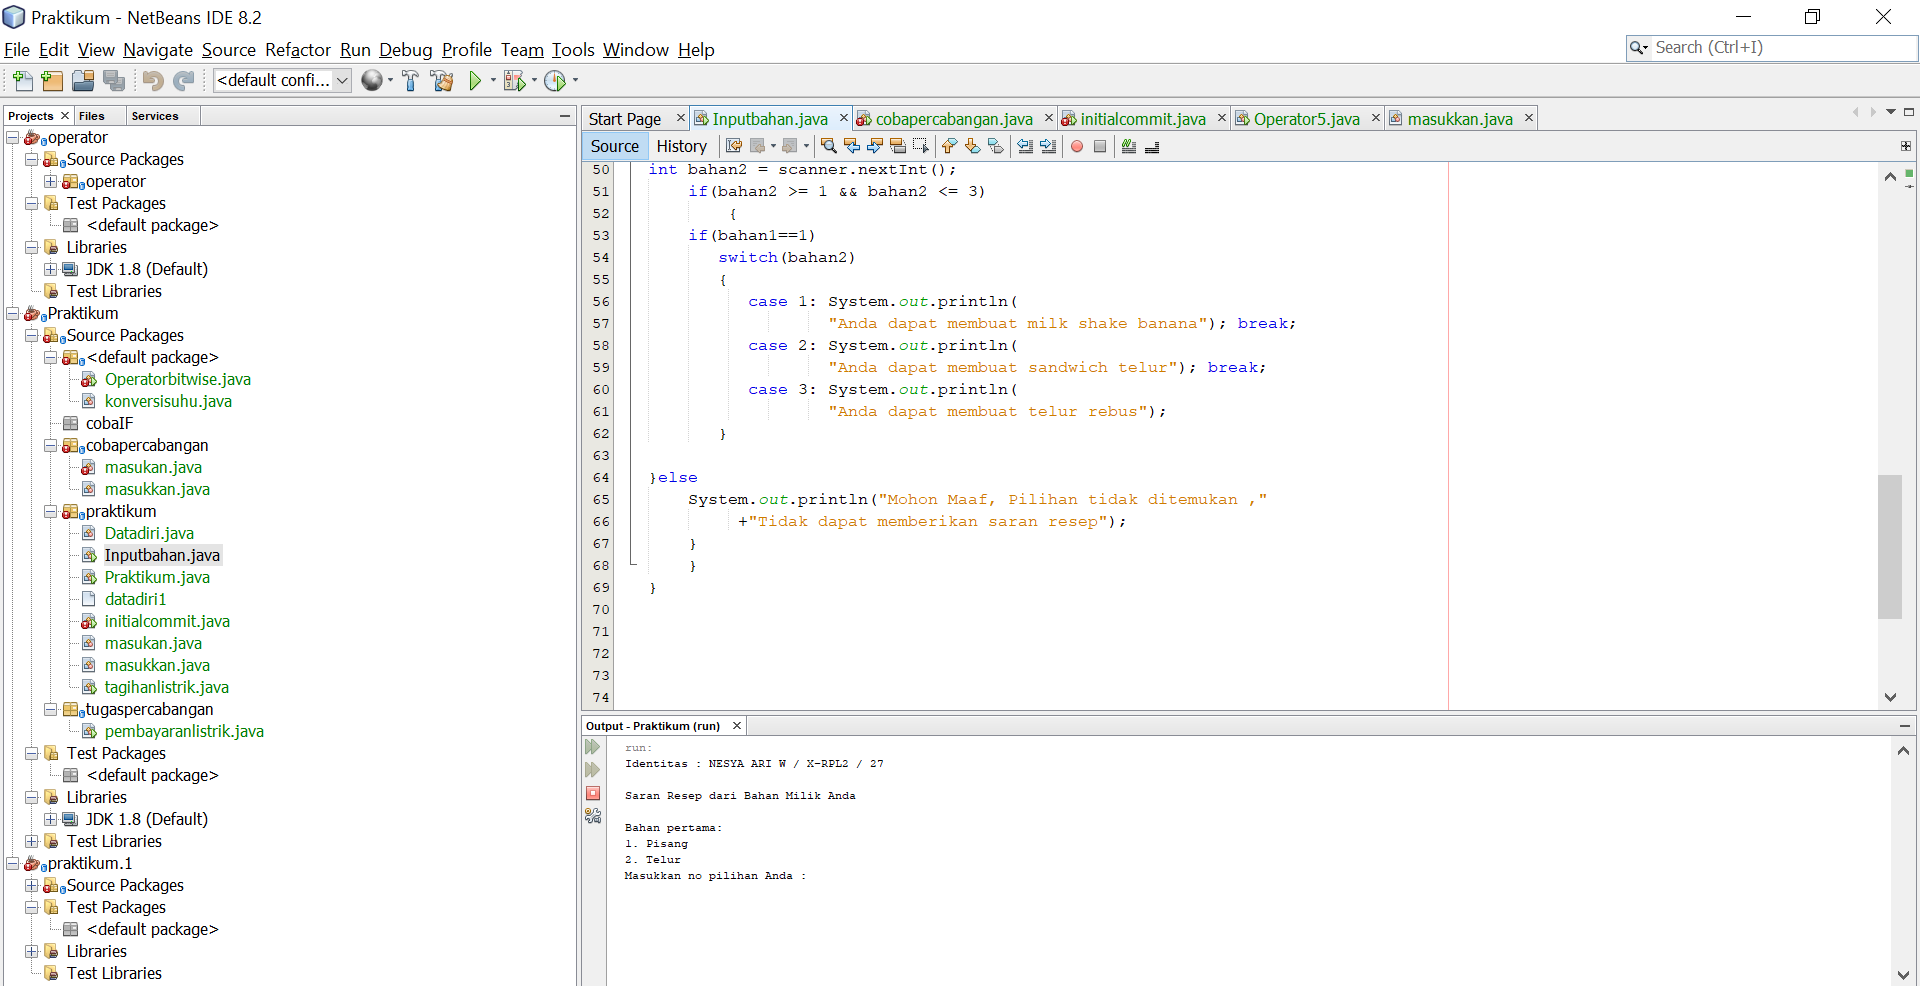 Praktikum - NetBeans IDE 8.2
File Edit View Navigate Source Refactor Run Debug Profile Team Tools Window Help
Search (Ctrl+I)
<default confi...
Projects Files Services
operator
Source Packages
operator
Test Packages
<default package>
Libraries
JDK 1.8 (Default)
Test Libraries
Praktikum
Source Packages
<default package>
Operatorbitwise.java
konversisuhu.java
cobaIF
cobapercabangan
masukan.java
masukkan.java
praktikum
Datadiri.java
Inputbahan.java
Praktikum.java
datadiri1
initialcommit.java
masukan.java
masukkan.java
tagihanlistrik.java
tugaspercabangan
pembayaranlistrik.java
Test Packages
<default package>
Libraries
JDK 1.8 (Default)
Test Libraries
praktikum.1
Source Packages
Test Packages
<default package>
Libraries
Test Libraries
Start Page Inputbahan.java cobapercabangan.java initialcommit.java Operator5.java masukkan.java
Source History
50 int bahan2 = scanner.nextInt();
51 if(bahan2 >= 1 && bahan2 <= 3)
52 {
53 if(bahan1==1)
54 switch(bahan2)
55 {
56 case 1: System.out.println(
57 "Anda dapat membuat milk shake banana"); break;
58 case 2: System.out.println(
59 "Anda dapat membuat sandwich telur"); break;
60 case 3: System.out.println(
61 "Anda dapat membuat telur rebus");
62 }
63
64 }else
65 System.out.println("Mohon Maaf, Pilihan tidak ditemukan ,"
66 +"Tidak dapat memberikan saran resep");
67 }
68 }
69 }
70
71
72
73
74
Output - Praktikum (run)
run:
Identitas : NESYA ARI W / X-RPL2 / 27
Saran Resep dari Bahan Milik Anda
Bahan pertama:
1. Pisang
2. Telur
Masukkan no pilihan Anda :